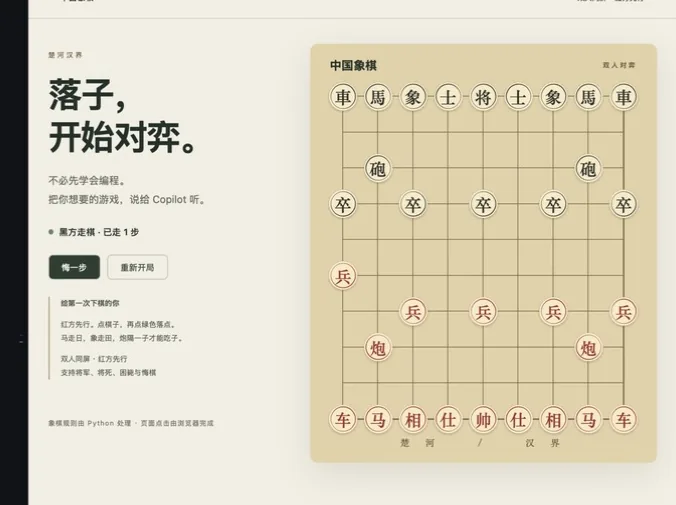 楚河汉界
落子，
开始对弈。
不必先学会编程。
把你想要的游戏，说给 Copilot 听。
黑方走棋 · 已走 1 步
悔一步
重新开局
给第一次下棋的你
红方先行。点棋子，再点绿色落点。
马走日，象走田，炮隔一子才能吃子。
双人同屏 · 红方先行
支持将军、将死、困毙与悔棋
象棋规则由 Python 处理 · 页面点击由浏览器完成
中国象棋
双人对弈
車 馬 象 士 将 士 象 馬 車
砲 砲
卒 卒 卒 卒 卒
兵
兵 兵 兵 兵
炮 炮
车 马 相 仕 帅 仕 相 马 车
楚 河 / 汉 界